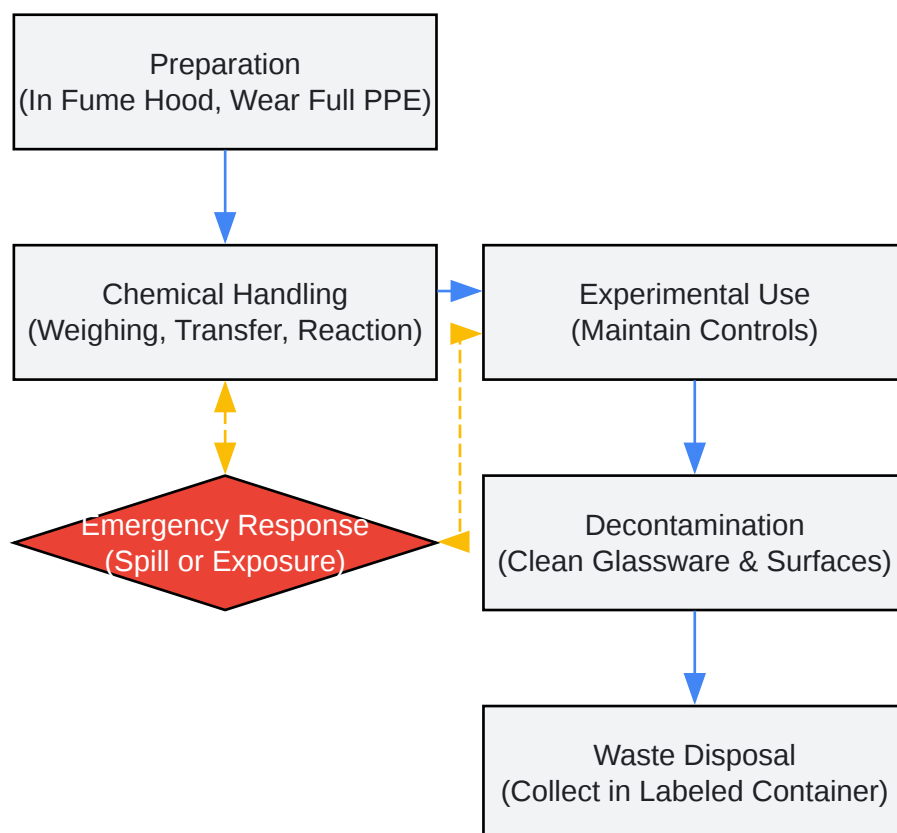 Preparation
(In Fume Hood, Wear Full PPE)
Chemical Handling
(Weighing, Transfer, Reaction)
Experimental Use
(Maintain Controls)
Emergency Response
(Spill or Exposure)
Decontamination
(Clean Glassware & Surfaces)
Waste Disposal
(Collect in Labeled Container)